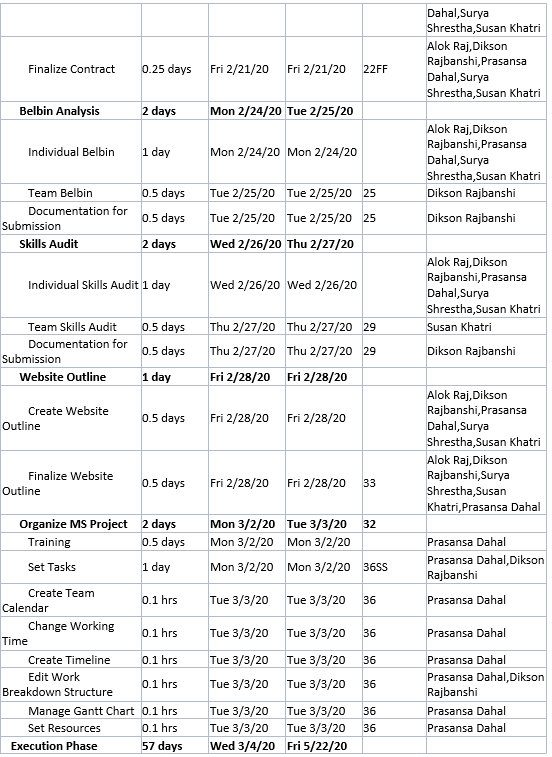 Dahal,Surya
Shrestha,Susan Khatri
Finalize Contract 0.25 days Fri 2/21/20 Fri 2/21/20 22FF Alok Raj,Dikson
Rajbanshi,Prasansa
Dahal,Surya
Shrestha,Susan Khatri
Belbin Analysis 2 days Mon 2/24/20 Tue 2/25/20
Individual Belbin 1 day Mon 2/24/20 Mon 2/24/20 Alok Raj,Dikson
Rajbanshi,Prasansa
Dahal,Surya
Shrestha,Susan Khatri
Team Belbin 0.5 days Tue 2/25/20 Tue 2/25/20 25 Dikson Rajbanshi
Documentation for
Submission 0.5 days Tue 2/25/20 Tue 2/25/20 25 Dikson Rajbanshi
Skills Audit 2 days Wed 2/26/20 Thu 2/27/20
Individual Skills Audit 1 day Wed 2/26/20 Wed 2/26/20 Alok Raj,Dikson
Rajbanshi,Prasansa
Dahal,Surya
Shrestha,Susan Khatri
Team Skills Audit 0.5 days Thu 2/27/20 Thu 2/27/20 29 Susan Khatri
Documentation for
Submission 0.5 days Thu 2/27/20 Thu 2/27/20 29 Dikson Rajbanshi
Website Outline 1 day Fri 2/28/20 Fri 2/28/20
Create Website
Outline 0.5 days Fri 2/28/20 Fri 2/28/20 Alok Raj,Dikson
Rajbanshi,Prasansa
Dahal,Surya
Shrestha,Susan Khatri
Finalize Website
Outline 0.5 days Fri 2/28/20 Fri 2/28/20 33 Alok Raj,Dikson
Rajbanshi,Surya
Shrestha,Susan
Khatri,Prasansa Dahal
Organize MS Project 2 days Mon 3/2/20 Tue 3/3/20 32
Training 0.5 days Mon 3/2/20 Mon 3/2/20 Prasansa Dahal
Set Tasks 1 day Mon 3/2/20 Mon 3/2/20 36SS Prasansa Dahal,Dikson
Rajbanshi
Create Team
Calendar 0.1 hrs Tue 3/3/20 Tue 3/3/20 36 Prasansa Dahal
Change Working
Time 0.1 hrs Tue 3/3/20 Tue 3/3/20 36 Prasansa Dahal
Create Timeline 0.1 hrs Tue 3/3/20 Tue 3/3/20 36 Prasansa Dahal
Edit Work
Breakdown Structure 0.1 hrs Tue 3/3/20 Tue 3/3/20 36 Prasansa Dahal,Dikson
Rajbanshi
Manage Gantt Chart 0.1 hrs Tue 3/3/20 Tue 3/3/20 36 Prasansa Dahal
Set Resources 0.1 hrs Tue 3/3/20 Tue 3/3/20 36 Prasansa Dahal
Execution Phase 57 days Wed 3/4/20 Fri 5/22/20